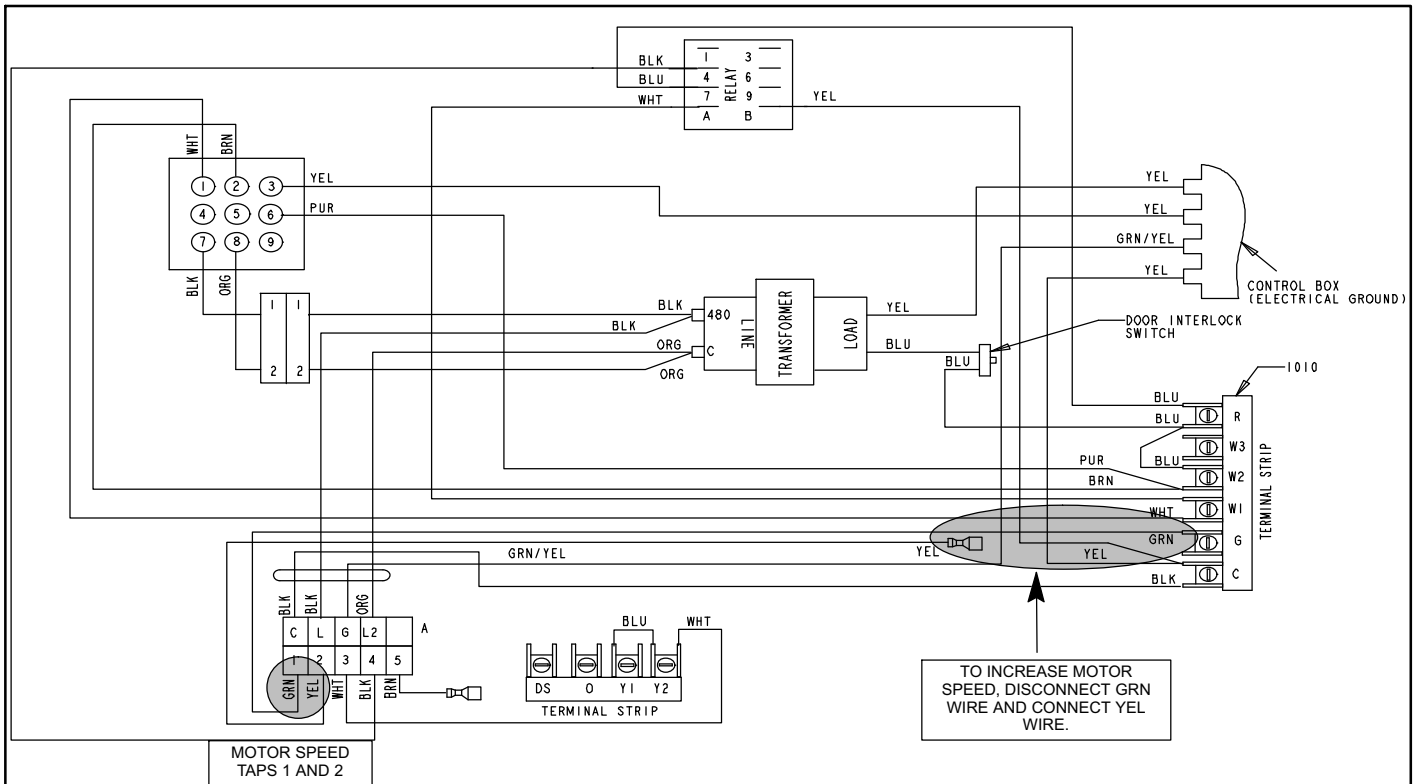 BLK
BLU
WHT
1 3
4 6
7 9
A B
RELAY
YEL
WHT
BRN
1 2 3
4 5 6
7 8 9
YEL
PUR
BLK
ORG
1 1
2 2
BLK
BLK
ORG
ORG
480
C
LINE
TRANSFORMER
LOAD
YEL
BLU
BLU
YEL
YEL
GRN/YEL
YEL
CONTROL BOX
(ELECTRICAL GROUND)
DOOR INTERLOCK
SWITCH
1010
BLU
BLU
BLU
PUR
BRN
WHT
GRN
YEL
YEL
BLK
R
W3
W2
W1
G
C
TERMINAL STRIP
GRN/YEL
BLK
BLK
ORG
C L G L2
A
1 2 3 4 5
GRN
YEL
WHT
BLK
BRN
BLU
WHT
DS O Y1 Y2
TERMINAL STRIP
MOTOR SPEED
TAPS 1 AND 2
TO INCREASE MOTOR
SPEED, DISCONNECT GRN
WIRE AND CONNECT YEL
WIRE.